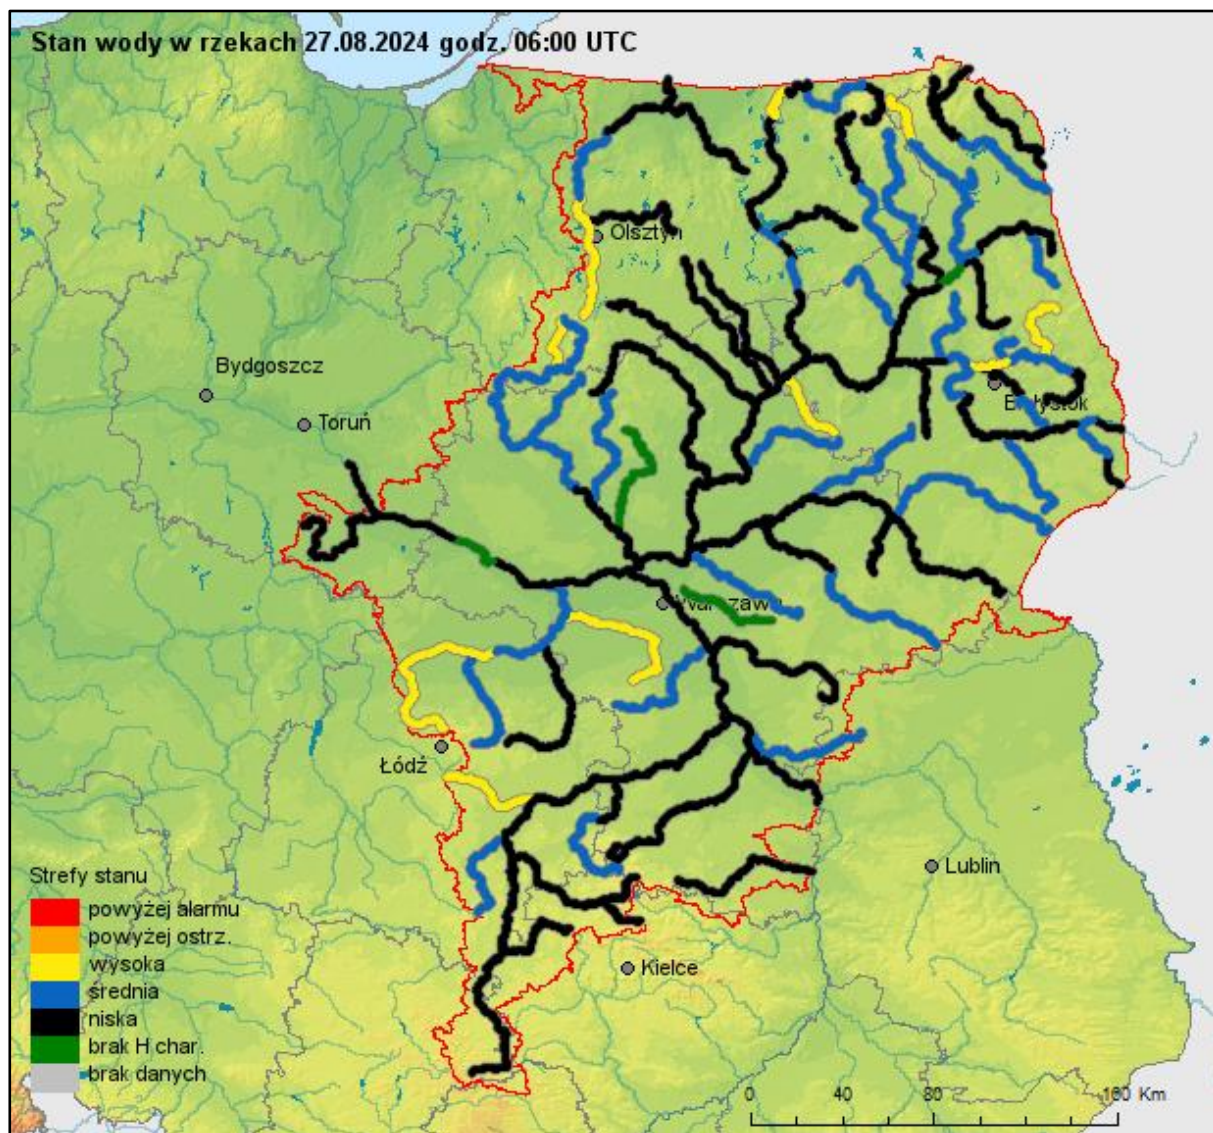 Stan wody w rzekach 27.08.2024 godz. 06:00 UTC
Olsztyn
Bydgoszcz
Toruń
Białystok
Warszawa
Łódź
Lublin
Kielce
Strefy stanu
powyżej alarmu
powyżej ostrz.
wysoka
średnia
niska
brak H char.
brak danych
0 40 80 160 Km